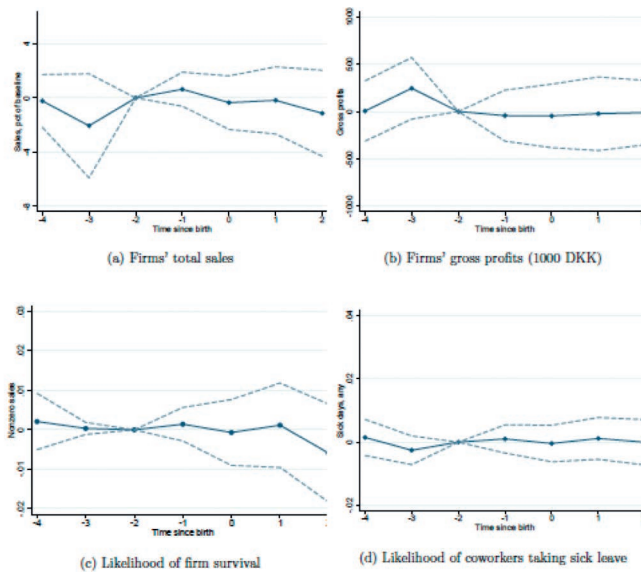 4
0
-4
-8
Sales, pct of baseline
-4 -3 -2 -1 0 1 2
Time since birth
(a) Firms' total sales
1000
500
0
-500
-1000
Gross profits
-4 -3 -2 -1 0 1
Time since birth
(b) Firms' gross profits (1000 DKK)
.03
.02
.01
0
-.01
-.02
Nonzero sales
-4 -3 -2 -1 0 1
Time since birth
(c) Likelihood of firm survival
.04
.02
0
-.02
Sick days, any
-4 -3 -2 -1 0 1
Time since birth
(d) Likelihood of coworkers taking sick leave